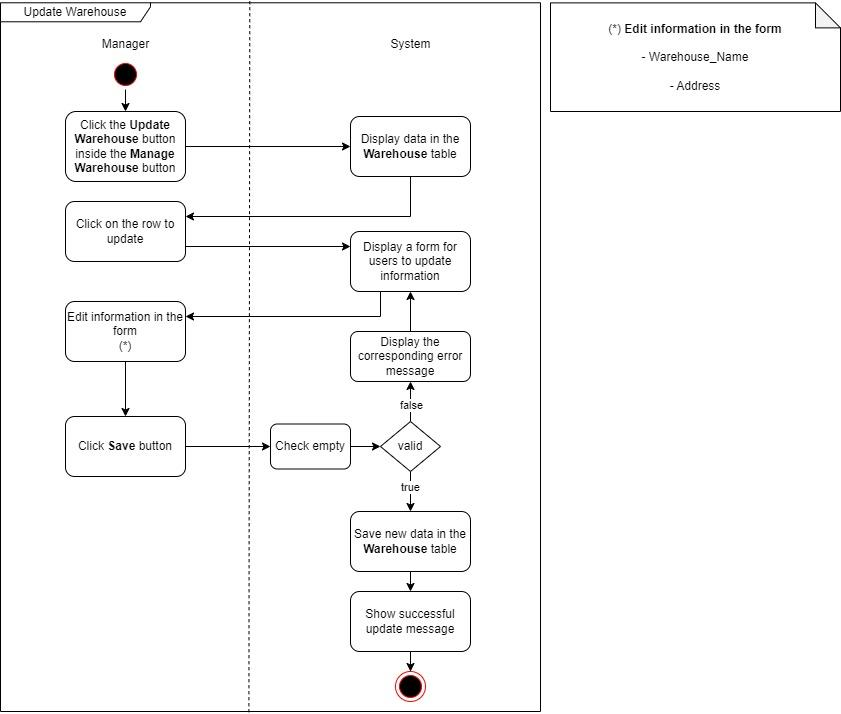 Update Warehouse
Manager
System
(*) Edit information in the form
- Warehouse_Name
- Address
Click the Update
Warehouse button
inside the Manage
Warehouse button
Display data in the
Warehouse table
Click on the row to
update
Display a form for
users to update
information
Edit information in the
form
(*)
Display the
corresponding error
message
false
Click Save button
Check empty
valid
true
Save new data in the
Warehouse table
Show successful
update message